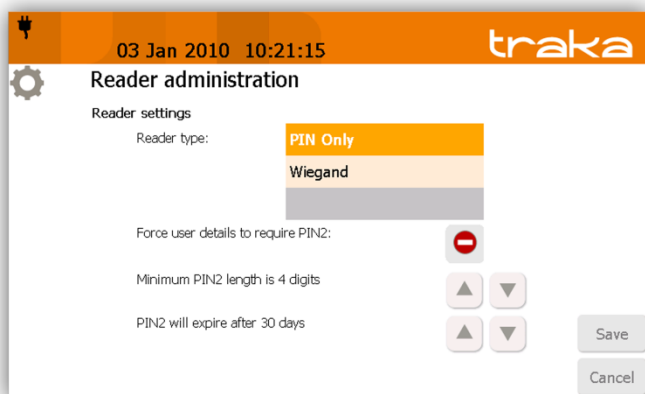 03 Jan 2010 10:21:15
traka
Reader administration
Reader settings
Reader type:
PIN Only
Wiegand
Force user details to require PIN2:
Minimum PIN2 length is 4 digits
PIN2 will expire after 30 days
Save
Cancel